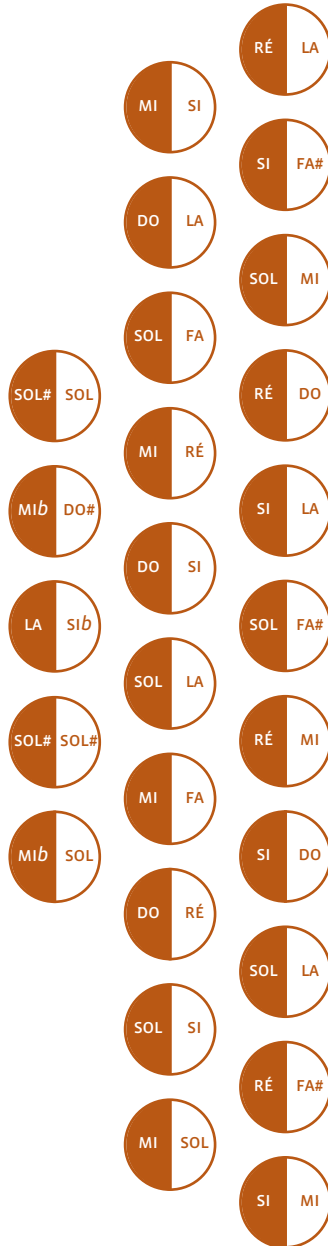 RÉ LA
MI SI
SI FA#
DO LA
SOL MI
SOL FA
SOL# SOL
RÉ DO
MI RÉ
MIb DO#
SI LA
DO SI
LA SIb
SOL FA#
SOL LA
SOL# SOL#
RÉ MI
MI FA
MIb SOL
SI DO
DO RÉ
SOL LA
SOL SI
RÉ FA#
MI SOL
SI MI